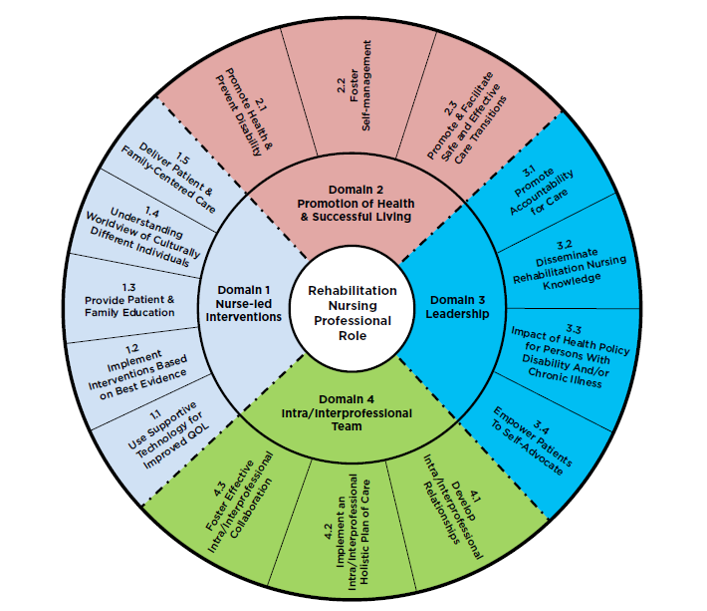 2.1
Promote Health &
Prevent Disability
2.2
Foster
Self-management
2.3
Promote & Facilitate
Safe and Effective
Care Transitions
1.5
Deliver Patient &
Family-Centered Care
1.4
Understanding
Worldview of Culturally
Different Individuals
1.3
Provide Patient &
Family Education
1.2
Implement
Interventions Based
on Best Evidence
1.1
Use Supportive
Technology for
Improved QOL
Domain 2
Promotion of Health
& Successful Living
Domain 1
Nurse-led
Interventions
Rehabilitation
Nursing
Professional
Role
Domain 3
Leadership
Domain 4
Intra/Interprofessional
Team
3.1
Promote
Accountability
for Care
3.2
Disseminate
Rehabilitation Nursing
Knowledge
3.3
Impact of Health Policy
for Persons With
Disability And/or
Chronic Illness
3.4
Empower Patients
To Self-Advocate
4.3
Foster Effective
Intra/Interprofessional
Collaboration
4.2
Implement an
Intra/Interprofessional
Holistic Plan of Care
4.1
Develop
Intra/Interprofessional
Relationships